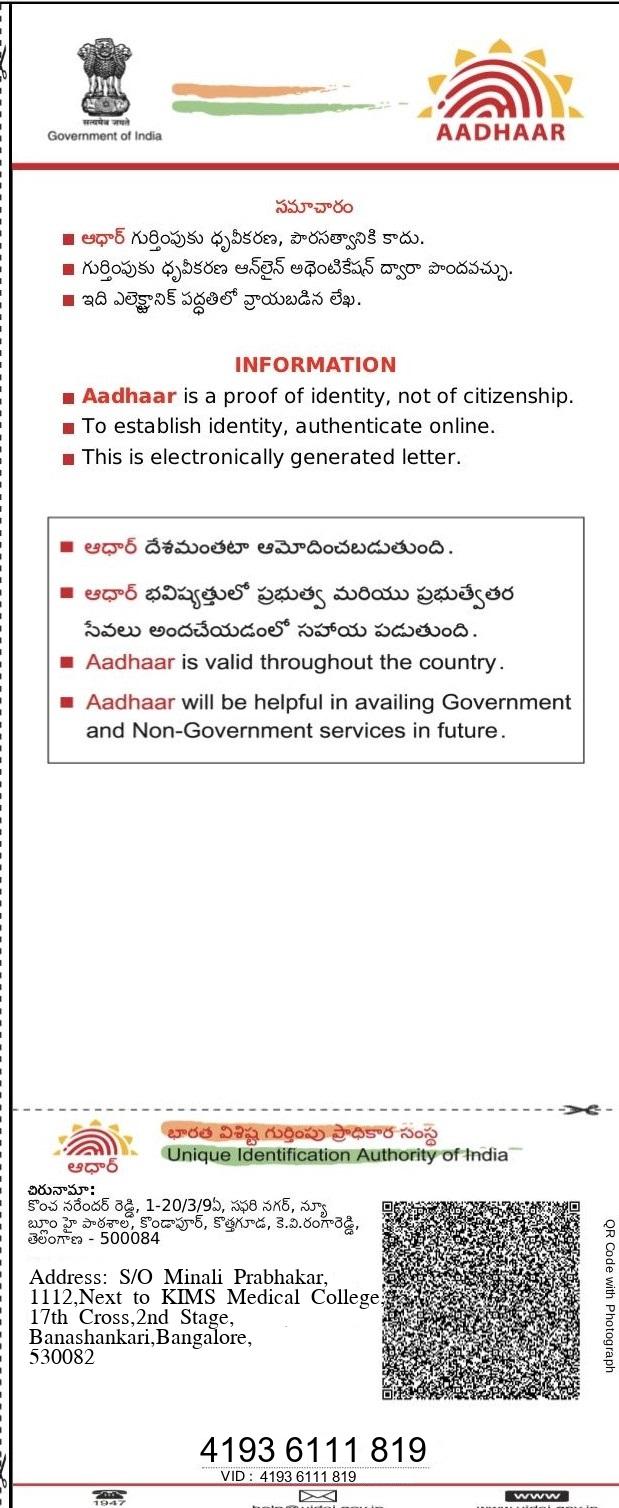 सत्यमेव जयते
Government of India
AADHAAR
సమాచారం
ఆధార్ గుర్తింపుకు ధృవీకరణ, పౌరసత్వానికి కాదు.
గుర్తింపుకు ధృవీకరణ ఆన్‌లైన్ అథెంటికేషన్ ద్వారా పొందవచ్చు.
ఇది ఎలెక్ట్రానిక్ పద్ధతిలో వ్రాయబడిన లేఖ.
INFORMATION
Aadhaar is a proof of identity, not of citizenship.
To establish identity, authenticate online.
This is electronically generated letter.
ఆధార్ దేశమంతటా ఆమోదించబడుతుంది.
ఆధార్ భవిష్యత్తులో ప్రభుత్వ మరియు ప్రభుత్వేతర
సేవలు అందచేయడంలో సహాయ పడుతుంది.
Aadhaar is valid throughout the country.
Aadhaar will be helpful in availing Government
and Non-Government services in future.
భారత విశిష్ట గుర్తింపు ప్రాధికార సంస్థ
Unique Identification Authority of India
ఆధార్
చిరునామా:
కొంచ నరేందర్ రెడ్డి, 1-20/3/9ఏ, సఫరి నగర్, న్యూ
బ్లూం హై పాఠశాల, కొండాపూర్, కొత్తగూడ, కె.వి.రంగారెడ్డి,
తెలంగాణ - 500084
Address: S/O Minali Prabhakar,
1112,Next to KIMS Medical College,
17th Cross,2nd Stage,
Banashankari,Bangalore,
530082
QR Code with Photograph
4193 6111 819
VID : 4193 6111 819
1947
www